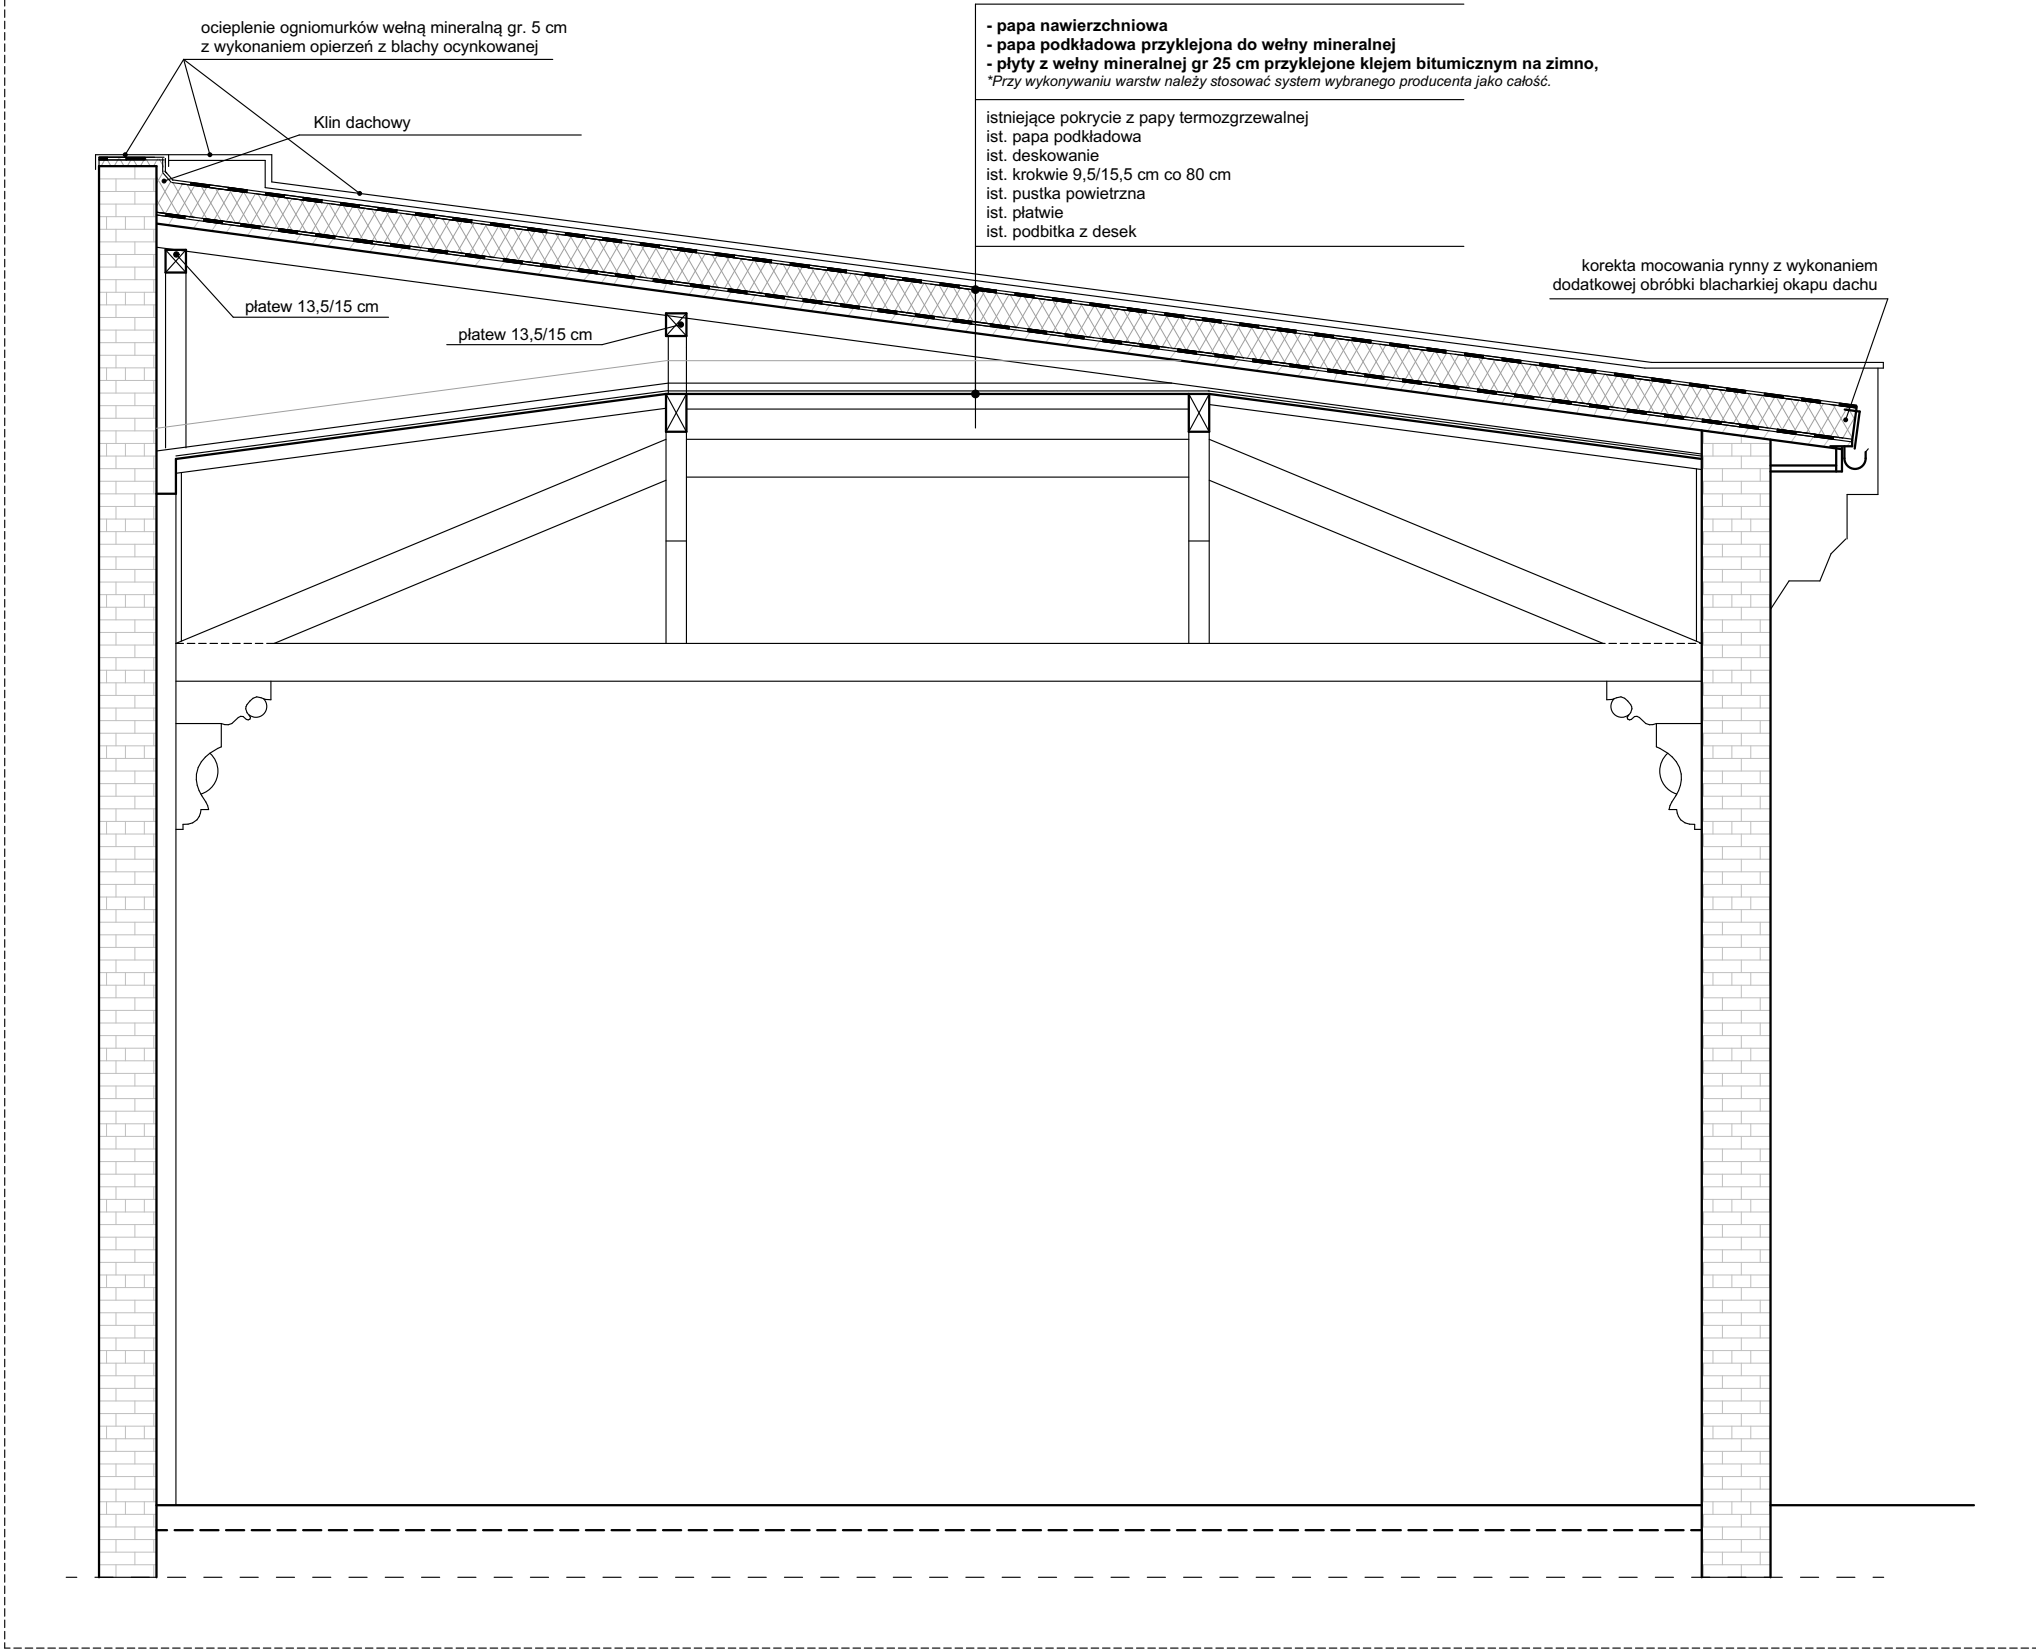 ocieplenie ogniomurków wełną mineralną gr. 5 cm
z wykonaniem opierzeń z blachy ocynkowanej
Klin dachowy
- papa nawierzchniowa
- papa podkładowa przyklejona do wełny mineralnej
- płyty z wełny mineralnej gr 25 cm przyklejone klejem bitumicznym na zimno,
*Przy wykonywaniu warstw należy stosować system wybranego producenta jako całość.
istniejące pokrycie z papy termozgrzewalnej
ist. papa podkładowa
ist. deskowanie
ist. krokwie 9,5/15,5 cm co 80 cm
ist. pustka powietrzna
ist. płatwie
ist. podbitka z desek
korekta mocowania rynny z wykonaniem
dodatkowej obróbki blacharkiej okapu dachu
płatew 13,5/15 cm
płatew 13,5/15 cm